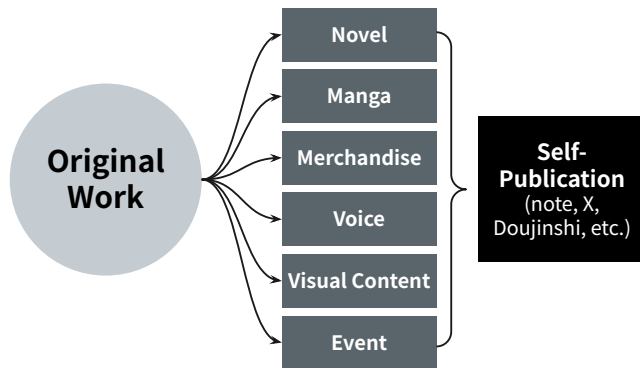 Original
Work
Novel
Manga
Merchandise
Voice
Visual Content
Event
Self-
Publication
(note, X,
Doujinshi, etc.)